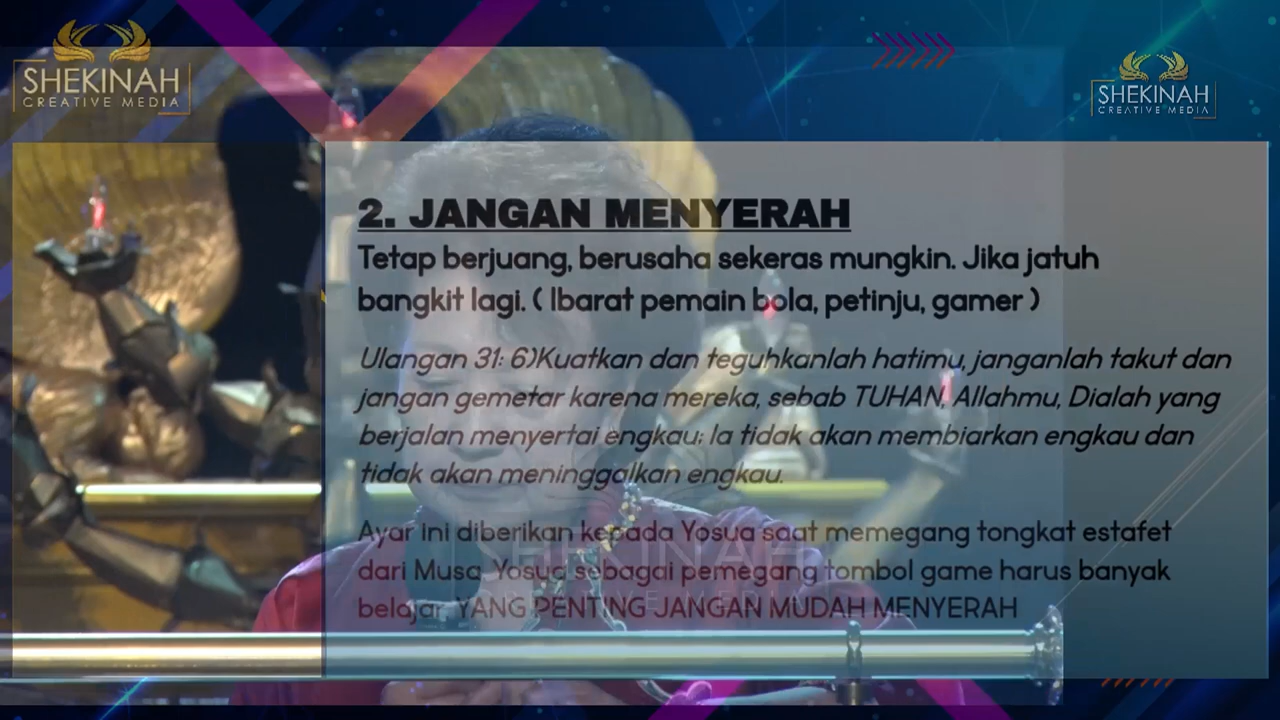 SHEKINAH
CREATIVE MEDIA
SHEKINAH
CREATIVE MEDIA
2. JANGAN MENYERAH
Tetap berjuang, berusaha sekeras mungkin. Jika jatuh
bangkit lagi. ( Ibarat pemain bola, petinju, gamer )
Ulangan 31: 6)Kuatkan dan teguhkanlah hatimu, janganlah takut dan
jangan gemetar karena mereka, sebab TUHAN, Allahmu, Dialah yang
berjalan menyertai engkau; Ia tidak akan membiarkan engkau dan
tidak akan meninggalkan engkau.
Ayar ini diberikan kepada Yosua saat memegang tongkat estafet
dari Musa. Yosua sebagai pemegang tombol game harus banyak
belajar. YANG PENTING JANGAN MUDAH MENYERAH
SHEKINAH
CREATIVE MEDIA